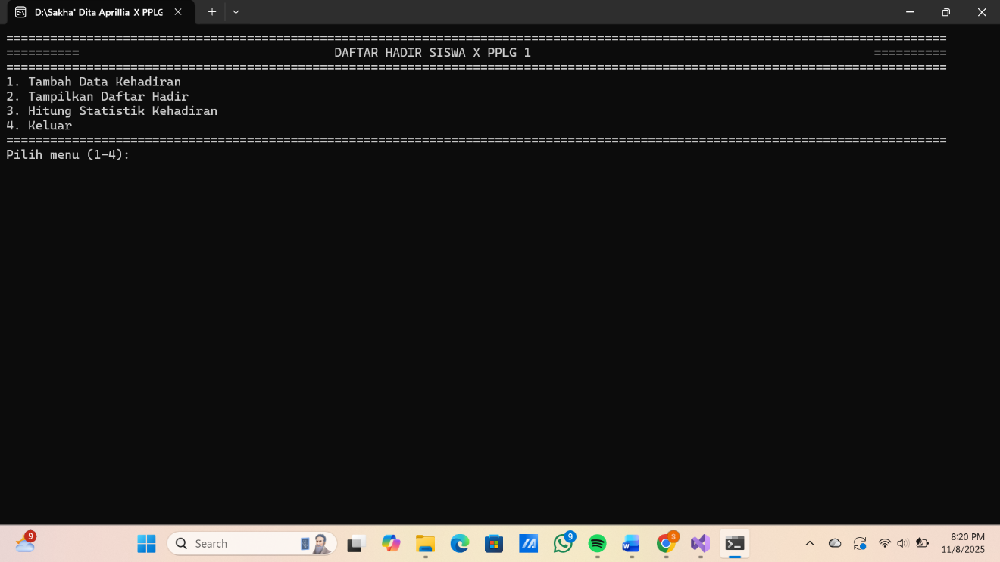 D:\Sakha' Dita Aprillia_X PPLG
=================================================================================================================================
========== DAFTAR HADIR SISWA X PPLG 1 ==========
=================================================================================================================================
1. Tambah Data Kehadiran
2. Tampilkan Daftar Hadir
3. Hitung Statistik Kehadiran
4. Keluar
=================================================================================================================================
Pilih menu (1-4):
9
Search
9
S
8:20 PM
11/8/2025